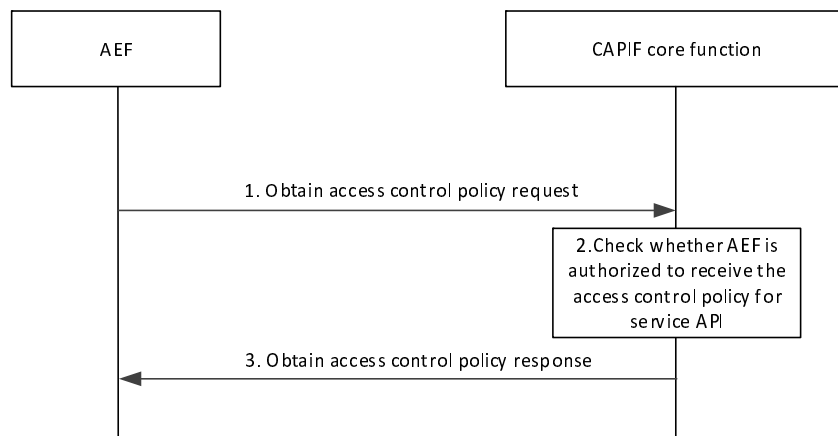 AEF
CAPIF core function
1. Obtain access control policy request
2.Check whether AEF is
authorized to receive the
access control policy for
service API
3. Obtain access control policy response